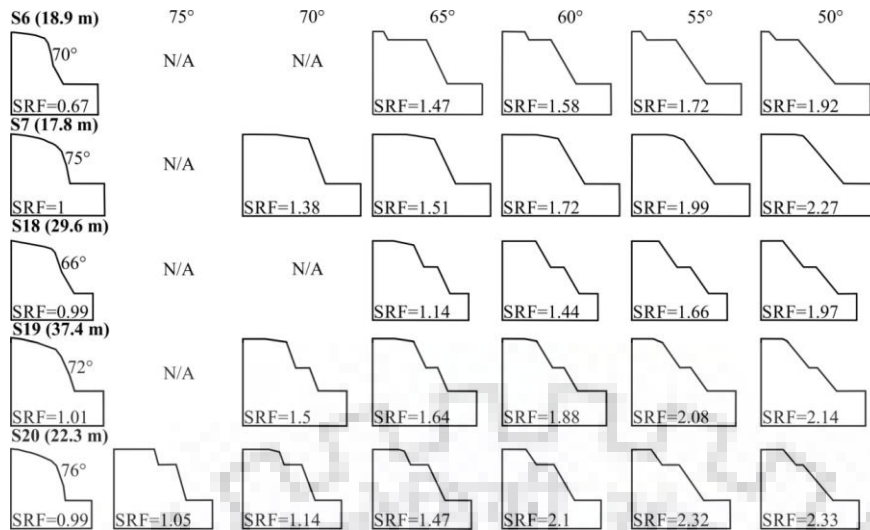 S6 (18.9 m) 75° 70° 65° 60° 55° 50°
70° N/A N/A
SRF=0.67 SRF=1.47 SRF=1.58 SRF=1.72 SRF=1.92
S7 (17.8 m)
75° N/A
SRF=1 SRF=1.38 SRF=1.51 SRF=1.72 SRF=1.99 SRF=2.27
S18 (29.6 m)
66° N/A N/A
SRF=0.99 SRF=1.14 SRF=1.44 SRF=1.66 SRF=1.97
S19 (37.4 m)
72° N/A
SRF=1.01 SRF=1.5 SRF=1.64 SRF=1.88 SRF=2.08 SRF=2.14
S20 (22.3 m)
76°
SRF=0.99 SRF=1.05 SRF=1.14 SRF=1.47 SRF=2.1 SRF=2.32 SRF=2.33